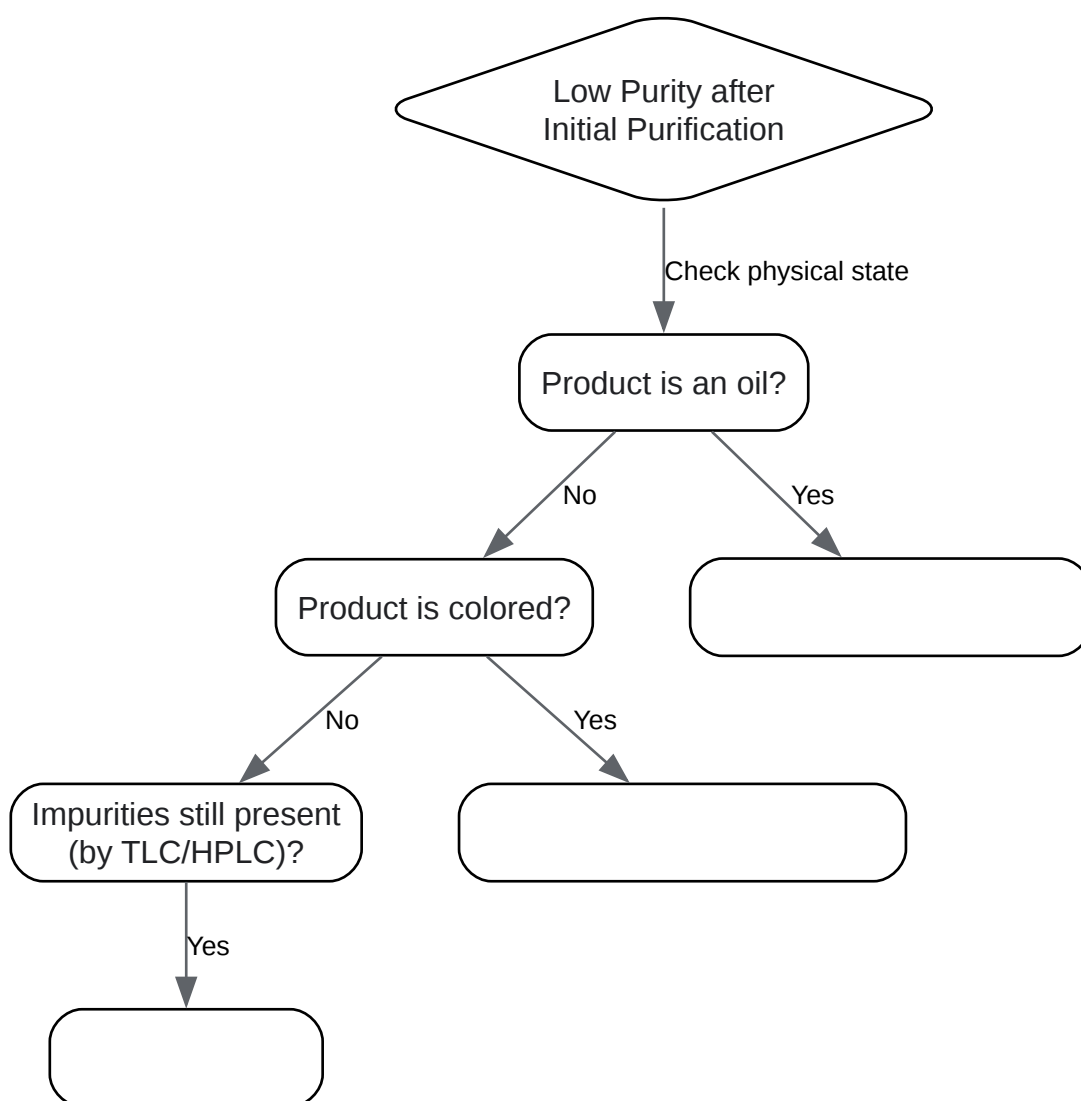 Low Purity after
Initial Purification
Check physical state
Product is an oil?
No
Yes
Product is colored?
No
Yes
Impurities still present
(by TLC/HPLC)?
Yes